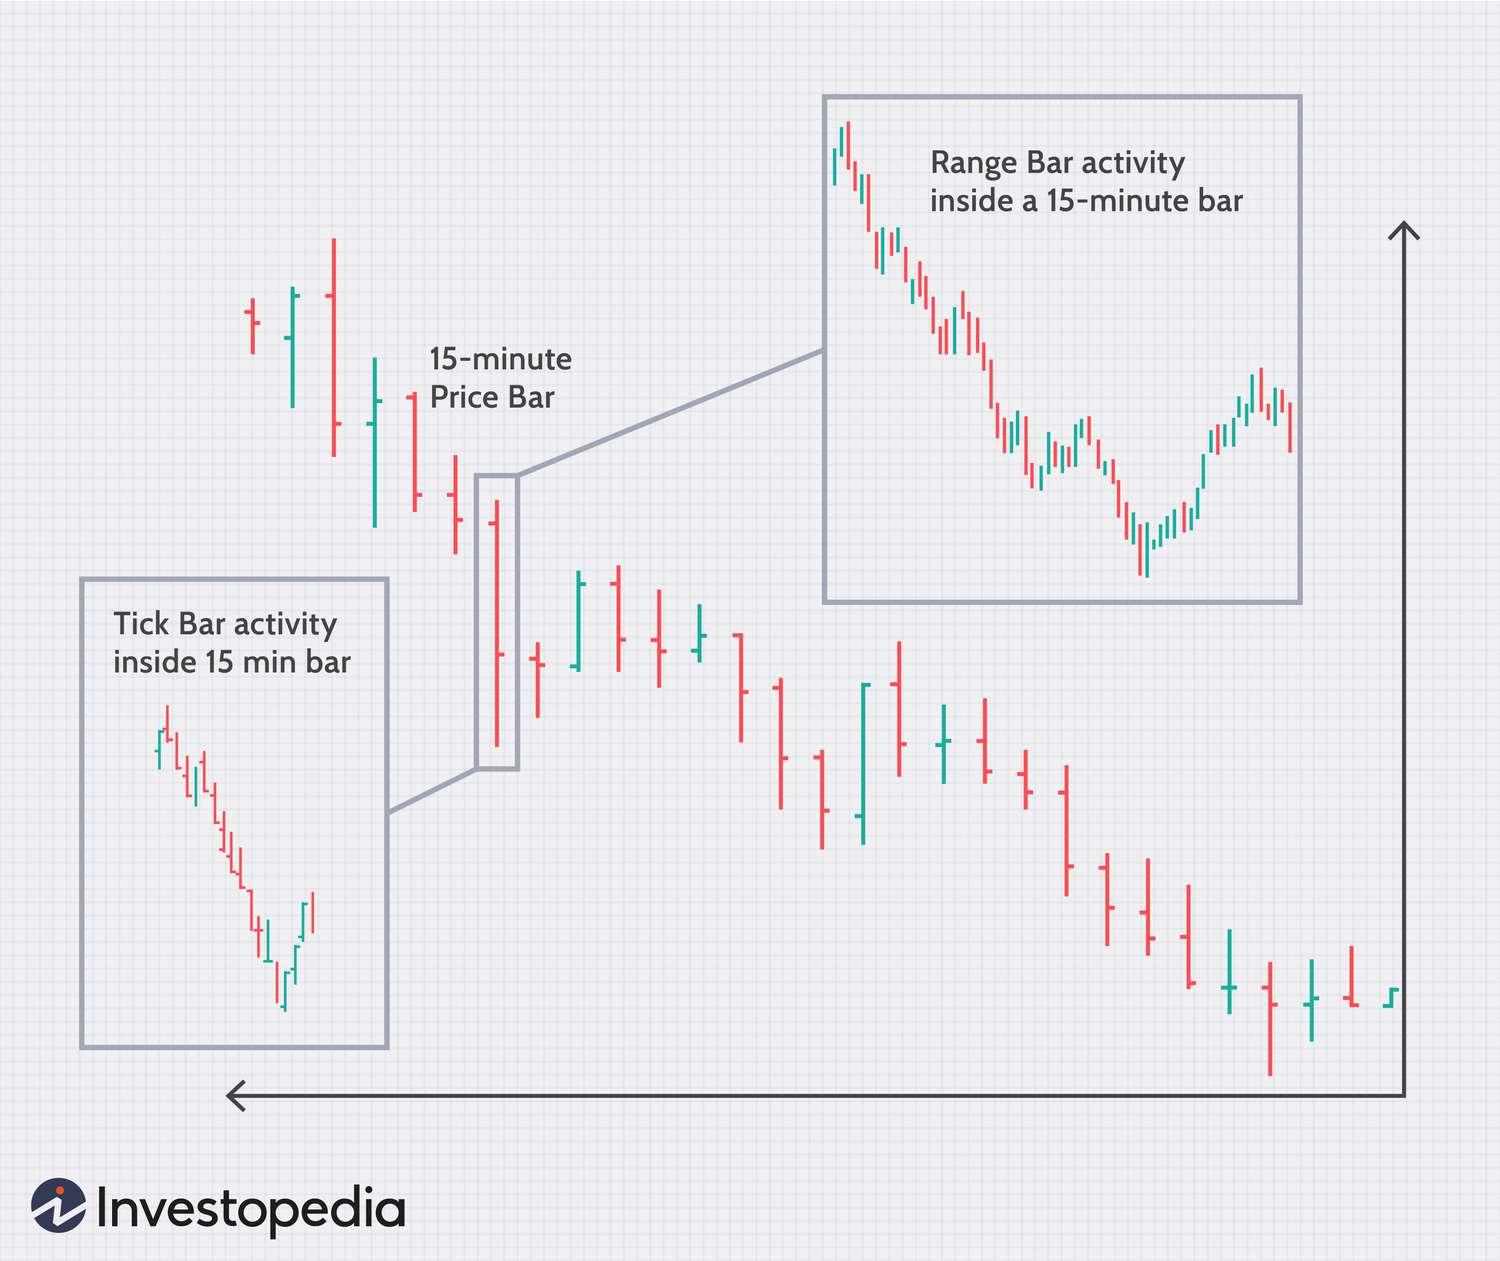 Range Bar activity
inside a 15-minute bar
15-minute
Price Bar
Tick Bar activity
inside 15 min bar
Investopedia